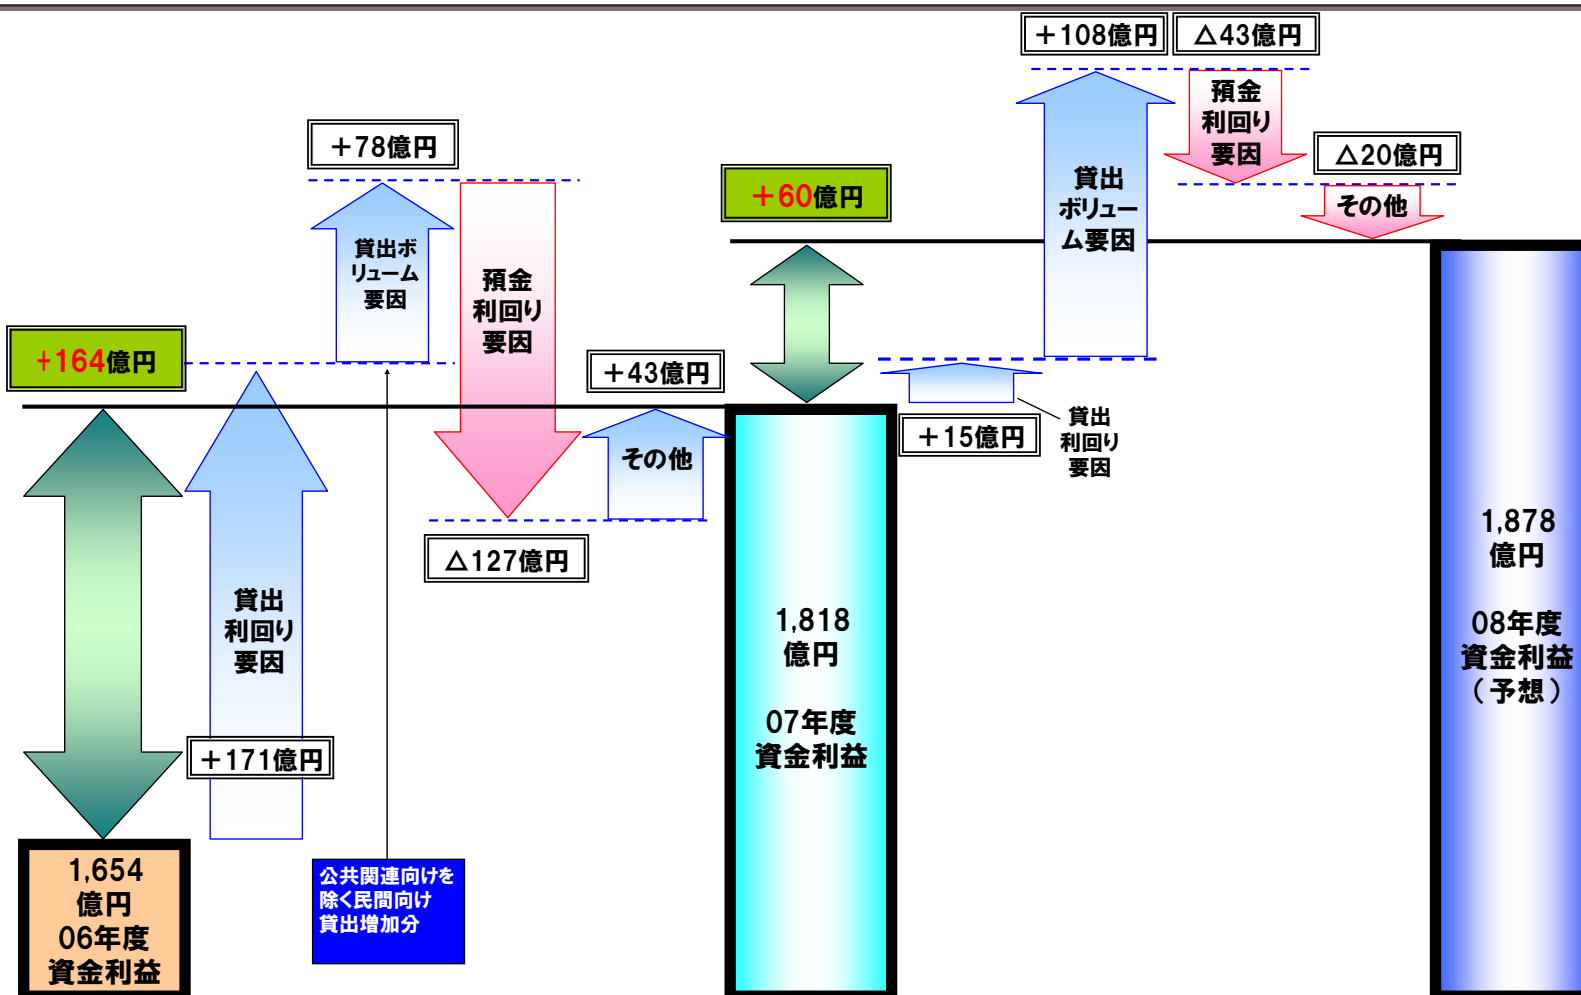 +164億円
1,654
億円
06年度
資金利益
貸出
利回り
要因
+171億円
+78億円
貸出ボ
リューム
要因
公共関連向けを
除く民間向け
貸出増加分
預金
利回り
要因
△127億円
+43億円
その他
1,818
億円
07年度
資金利益
+60億円
+15億円
貸出
利回り
要因
+108億円
貸出
ボリュー
ム要因
△43億円
預金
利回り
要因
△20億円
その他
1,878
億円
08年度
資金利益
(予想)